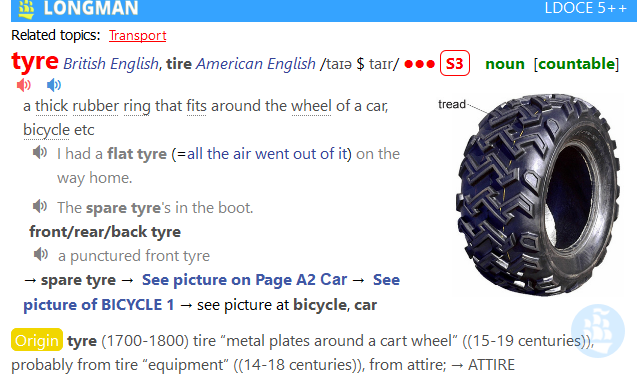 LONGMAN LDOCE 5++
Related topics: Transport
tyre British English, tire American English /taɪə $ taɪr/ ●●● S3 noun [countable]
a thick rubber ring that fits around the wheel of a car,
bicycle etc
tread
I had a flat tyre (=all the air went out of it) on the
way home.
The spare tyre's in the boot.
front/rear/back tyre
a punctured front tyre
→ spare tyre → See picture on Page A2 Car → See
picture of BICYCLE 1 → see picture at bicycle, car
Origin tyre (1700-1800) tire “metal plates around a cart wheel” ((15-19 centuries)),
probably from tire “equipment” ((14-18 centuries)), from attire; → ATTIRE